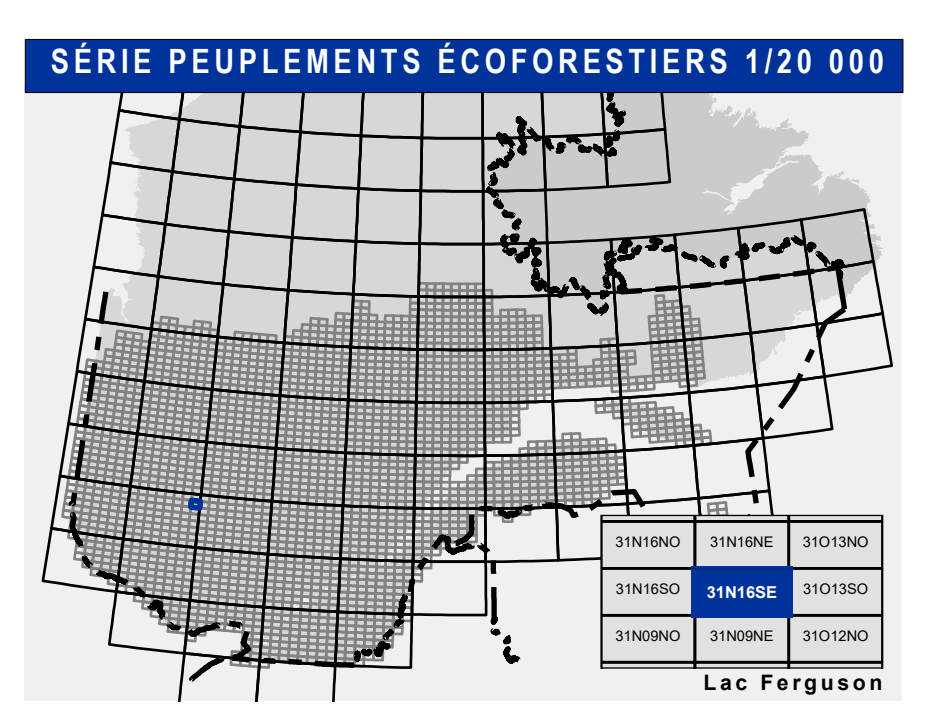 SÉRIE PEUPLEMENTS ÉCOFORESTIERS 1/20 000
31N16NO 31N16NE 31O13NO
31N16SO 31N16SE 31O13SO
31N09NO 31N09NE 31O12NO
Lac Ferguson